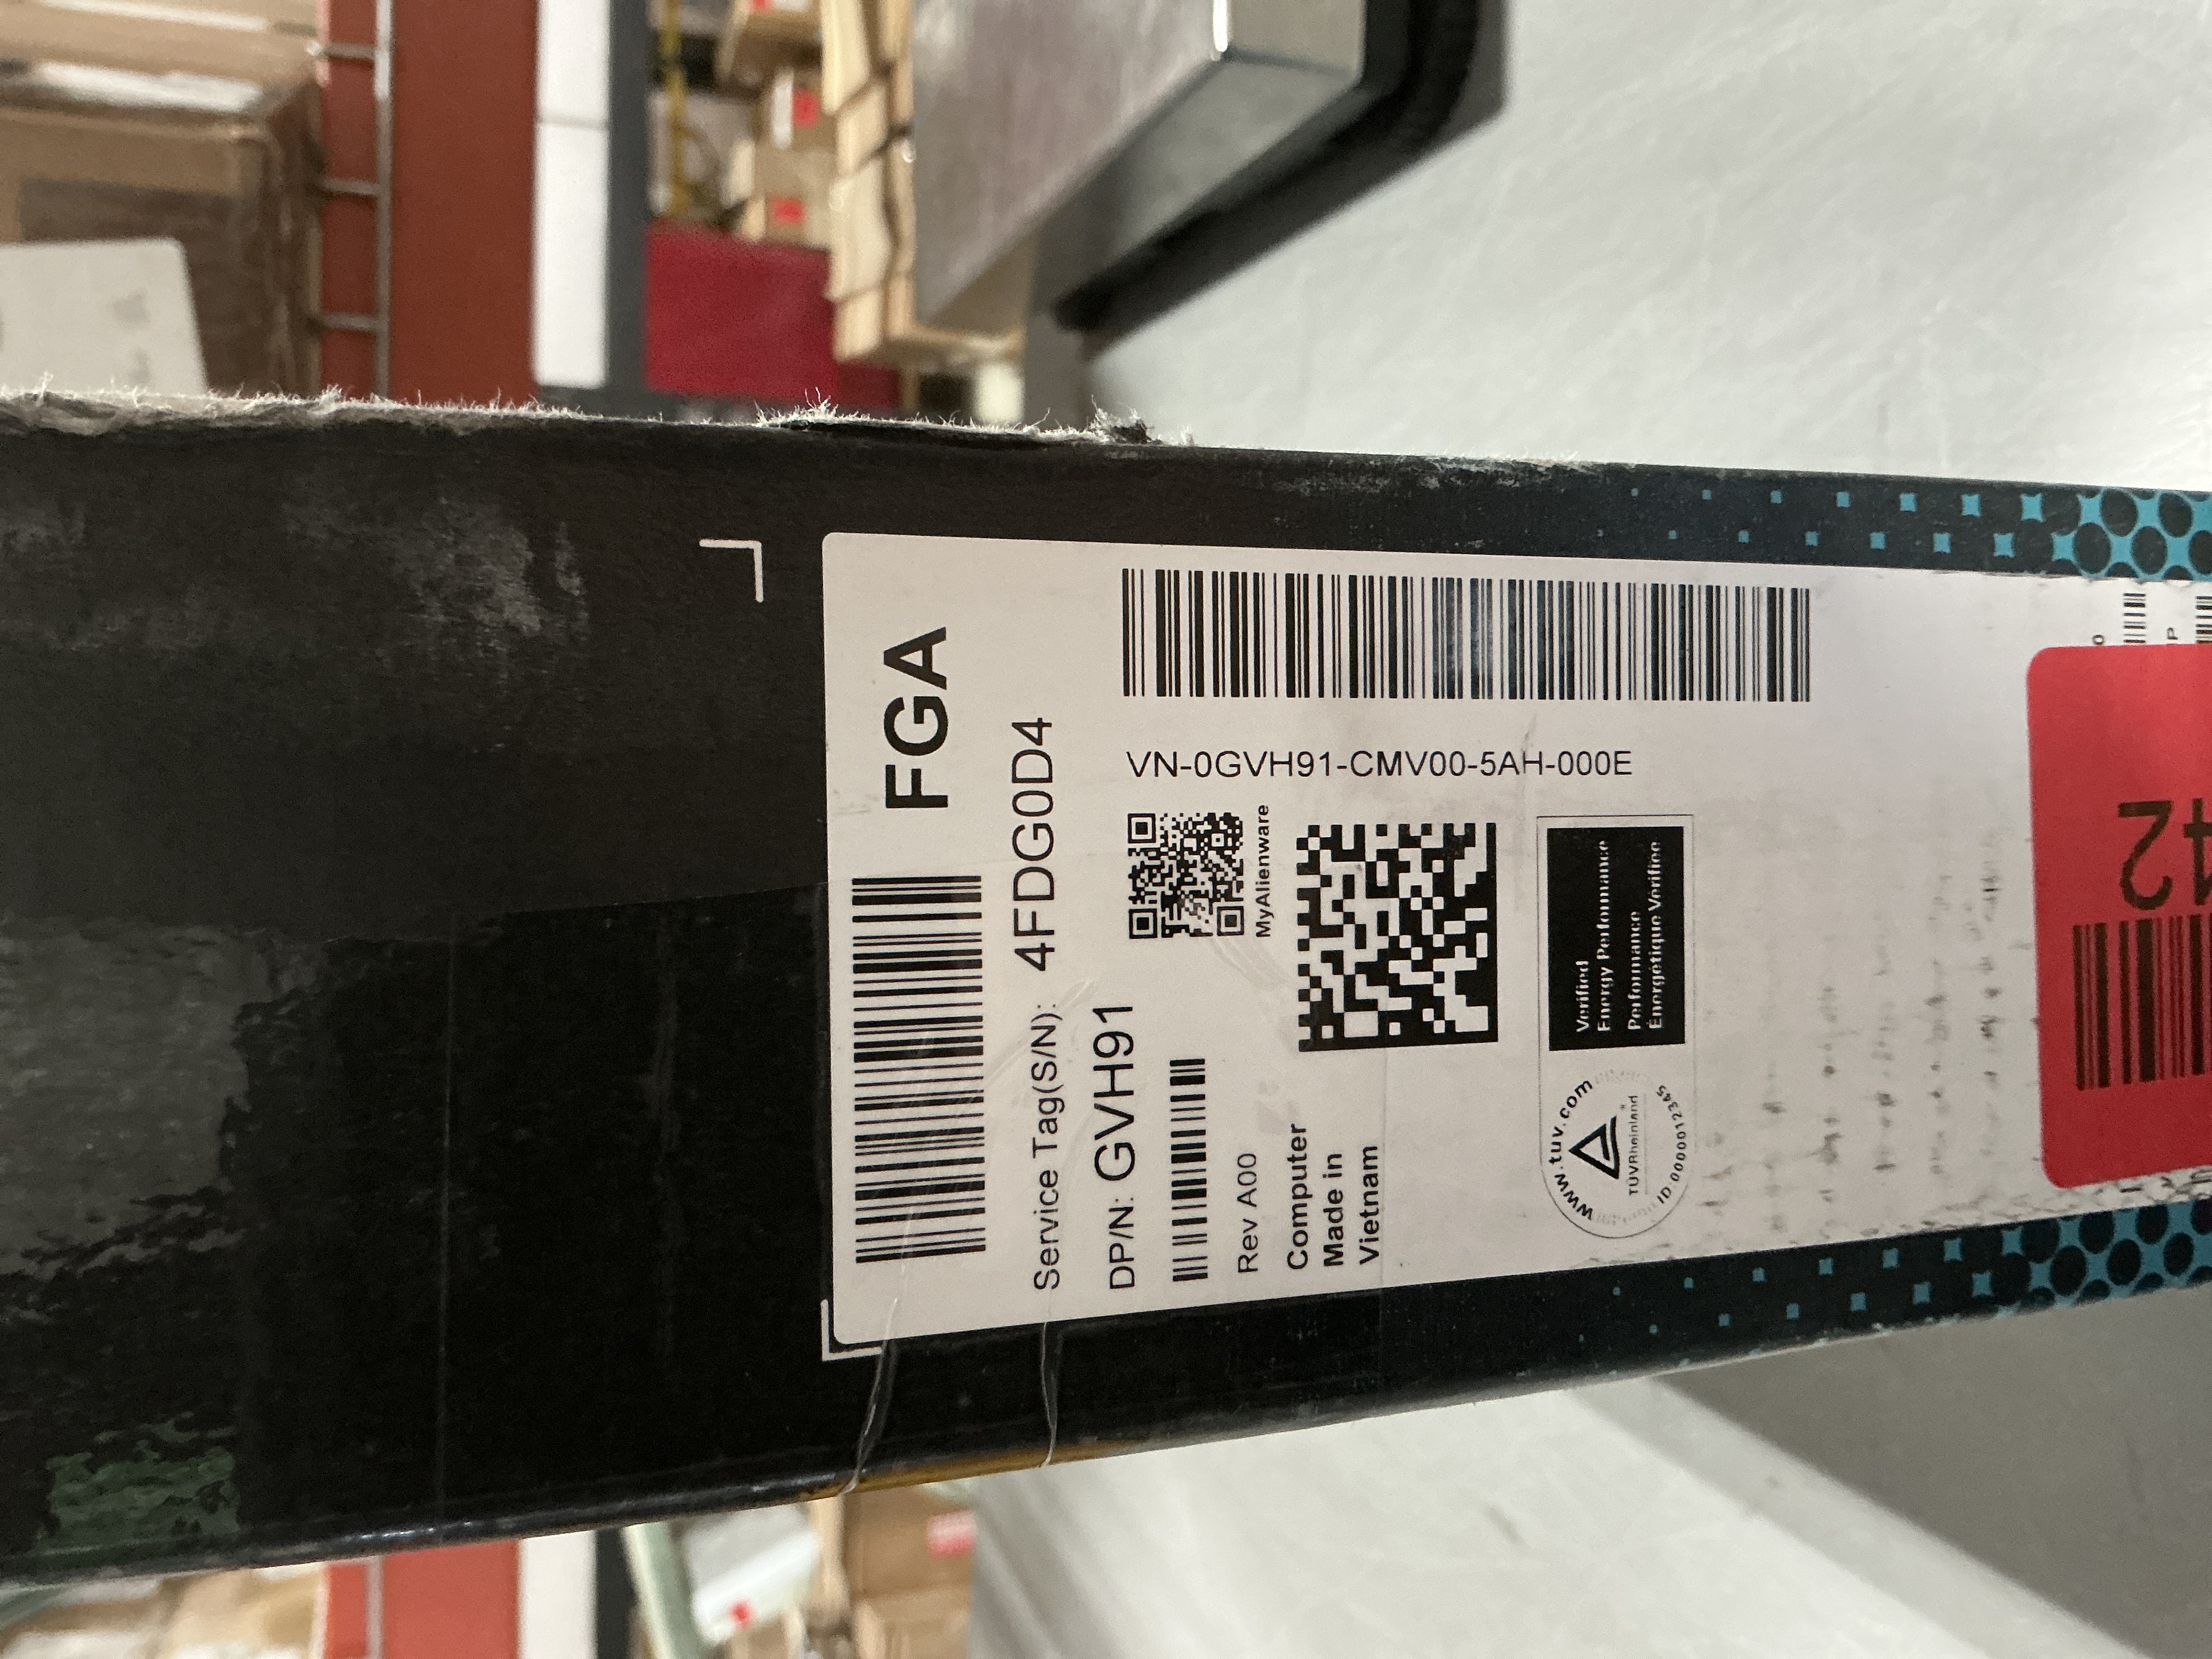 FGA
Service Tag(S/N): 4FDG0D4
DP/N: GVH91
MyAlienware
Rev A00
Computer
Made in
Vietnam
VN-0GVH91-CMV00-5AH-000E
www.tuv.com
TÜVRheinland
ID 0000012345
Verified
Energy Performance
Performance
Énergétique Vérifiée